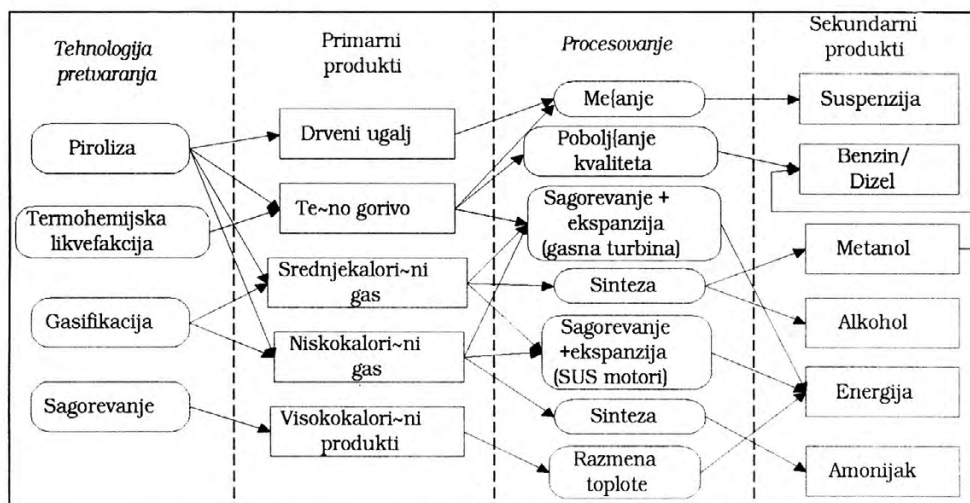 Tehnologija
pretvaranja
Primarni
produkti
Procesovanje
Sekundarni
produkti
Piroliza
Termohemijska
likvefakcija
Gasifikacija
Sagorevanje
Drveni ugalj
Te~no gorivo
Srednjekalori~ni
gas
Niskokalori~ni
gas
Visokokalori~ni
produkti
Me{anje
Pobolj{anje
kvaliteta
Sagorevanje +
ekspanzija
(gasna turbina)
Sinteza
Sagorevanje
+ekspanzija
(SUS motori)
Sinteza
Razmena
toplote
Suspenzija
Benzin/
Dizel
Metanol
Alkohol
Energija
Amonijak